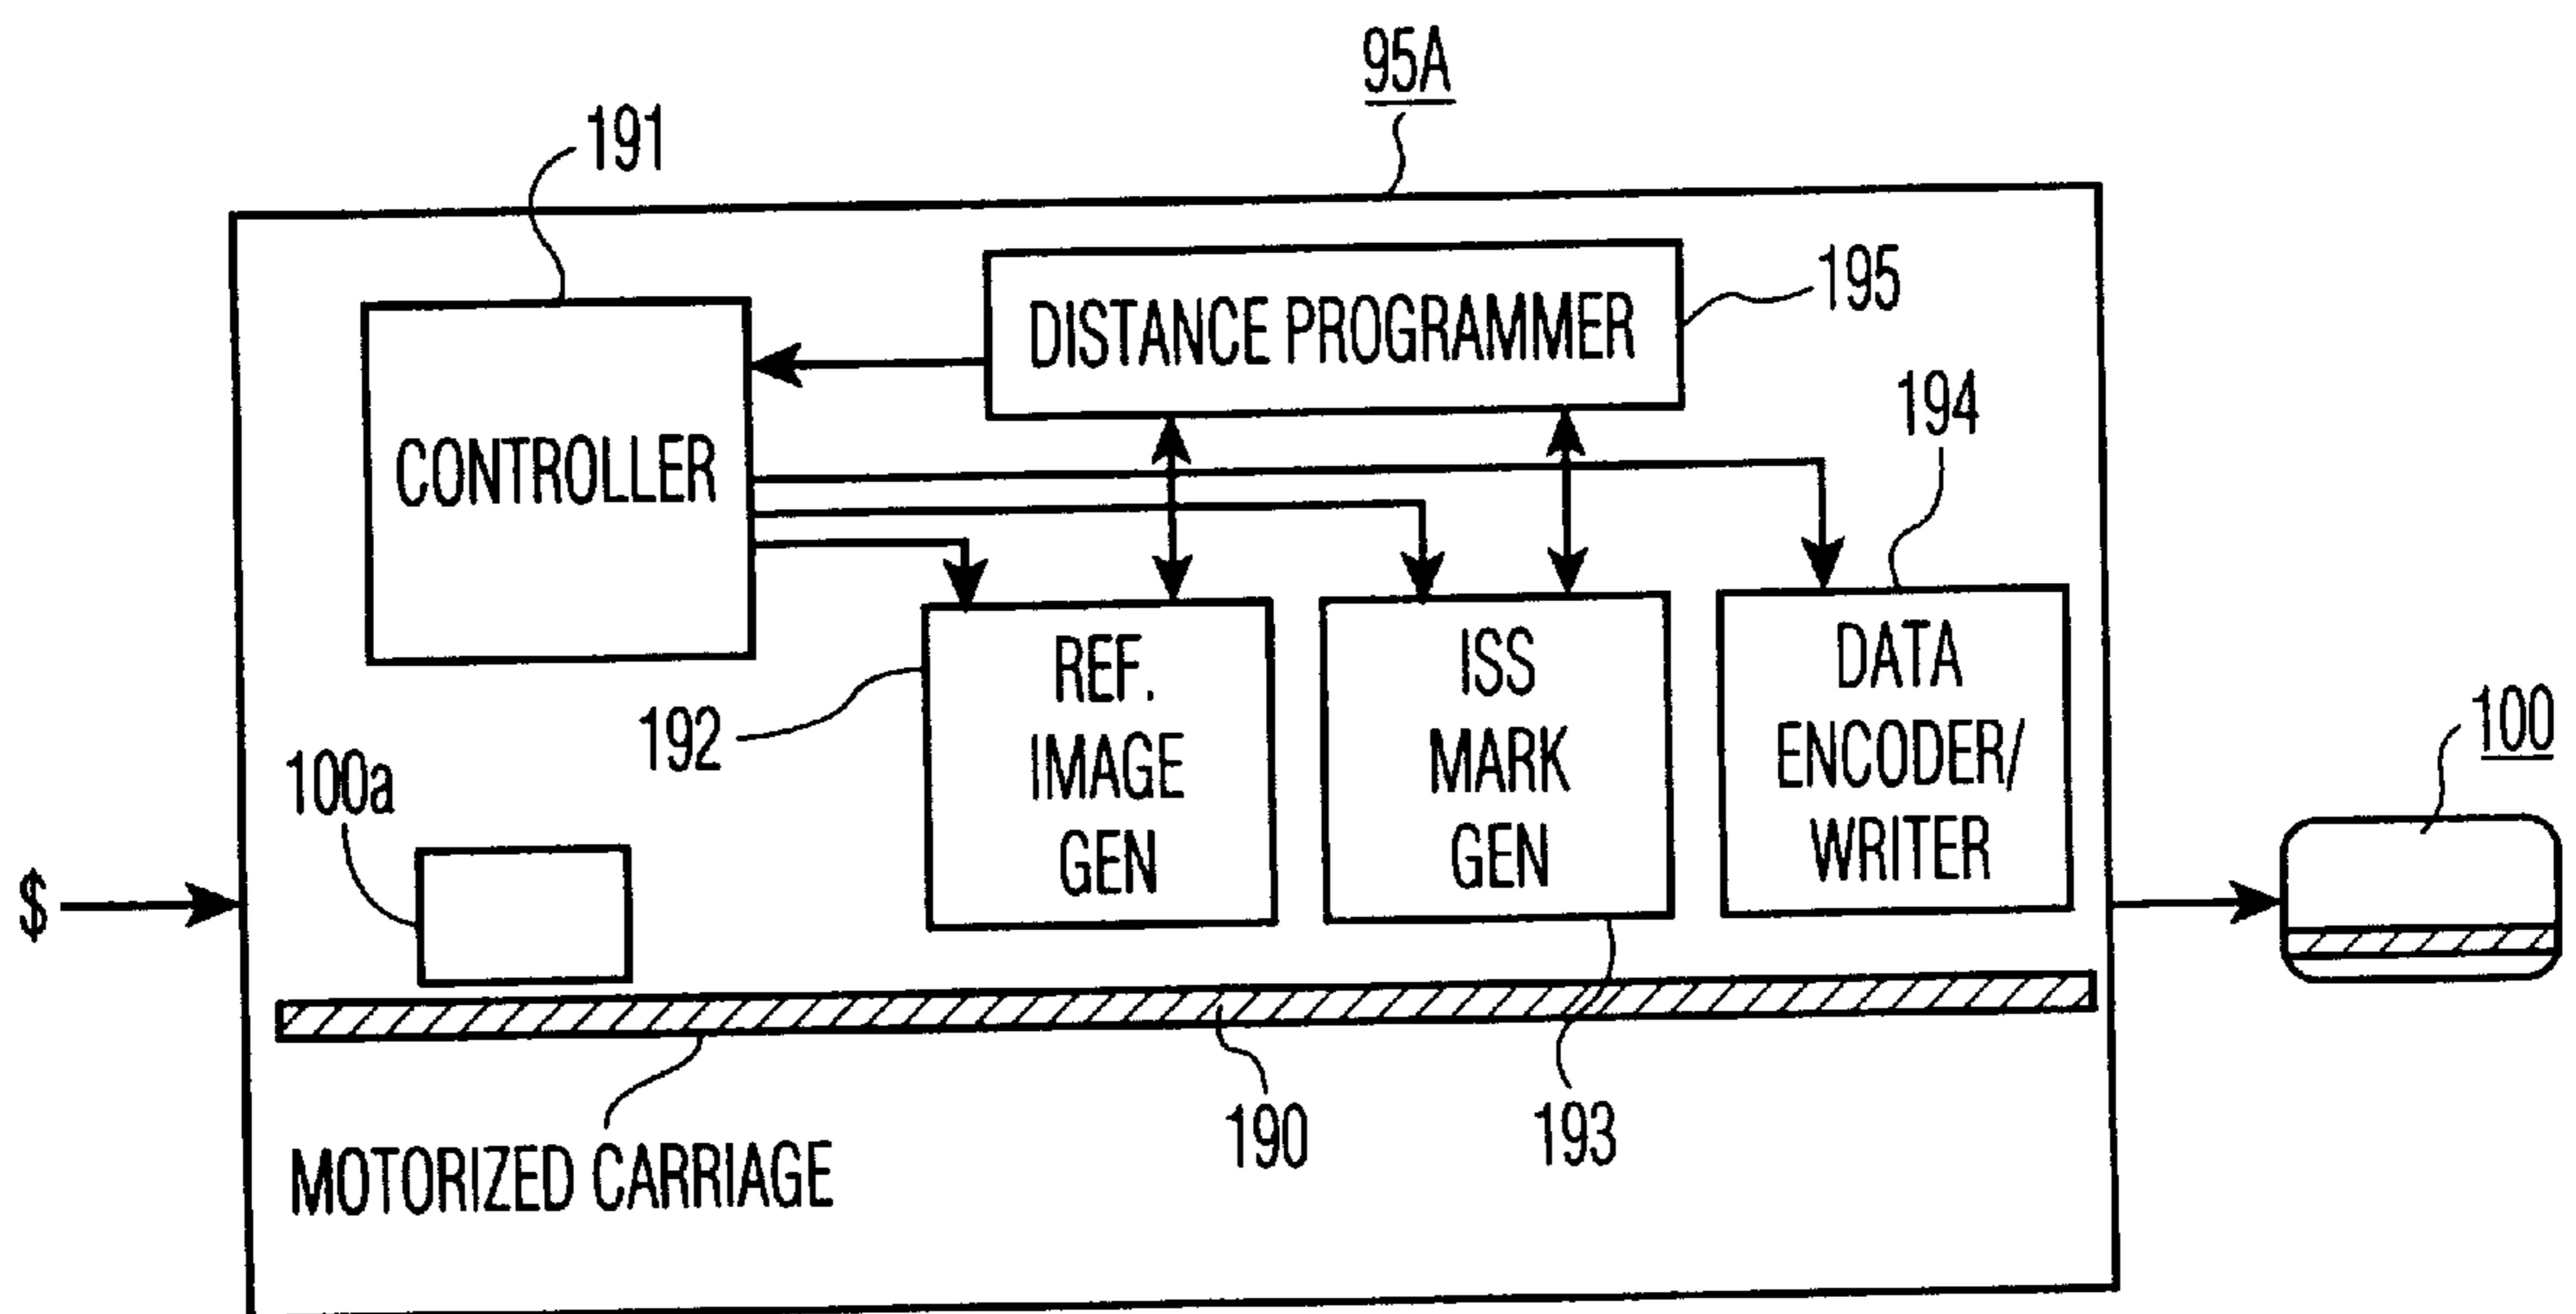 95A
191
195
DISTANCE PROGRAMMER
194
CONTROLLER
REF.
IMAGE
GEN
ISS
MARK
GEN
DATA
ENCODER/
WRITER
192
100
100a
$
190
193
MOTORIZED CARRIAGE